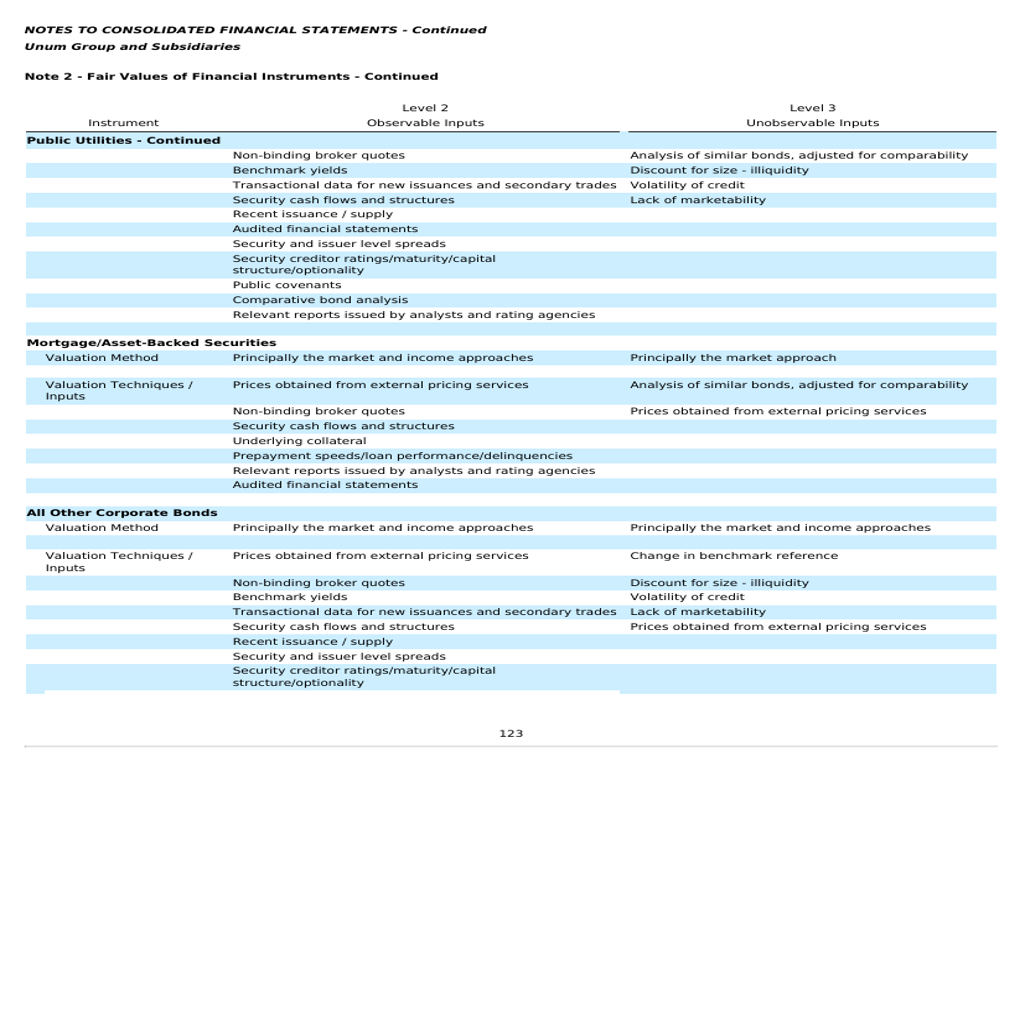 NOTES TO CONSOLIDATED FINANCIAL STATEMENTS - Continued
Unum Group and Subsidiaries
Note 2 - Fair Values of Financial Instruments - Continued
Level 2 Level 3
Instrument Observable Inputs Unobservable Inputs
Public Utilities - Continued
Non-binding broker quotes Analysis of similar bonds, adjusted for comparability
Benchmark yields Discount for size - illiquidity
Transactional data for new issuances and secondary trades Volatility of credit
Security cash flows and structures Lack of marketability
Recent issuance / supply
Audited financial statements
Security and issuer level spreads
Security creditor ratings/maturity/capital
structure/optionality
Public covenants
Comparative bond analysis
Relevant reports issued by analysts and rating agencies
Mortgage/Asset-Backed Securities
Valuation Method Principally the market and income approaches Principally the market approach
Valuation Techniques / Prices obtained from external pricing services Analysis of similar bonds, adjusted for comparability
Inputs
Non-binding broker quotes Prices obtained from external pricing services
Security cash flows and structures
Underlying collateral
Prepayment speeds/loan performance/delinquencies
Relevant reports issued by analysts and rating agencies
Audited financial statements
All Other Corporate Bonds
Valuation Method Principally the market and income approaches Principally the market and income approaches
Valuation Techniques / Prices obtained from external pricing services Change in benchmark reference
Inputs
Non-binding broker quotes Discount for size - illiquidity
Benchmark yields Volatility of credit
Transactional data for new issuances and secondary trades Lack of marketability
Security cash flows and structures Prices obtained from external pricing services
Recent issuance / supply
Security and issuer level spreads
Security creditor ratings/maturity/capital
structure/optionality
123